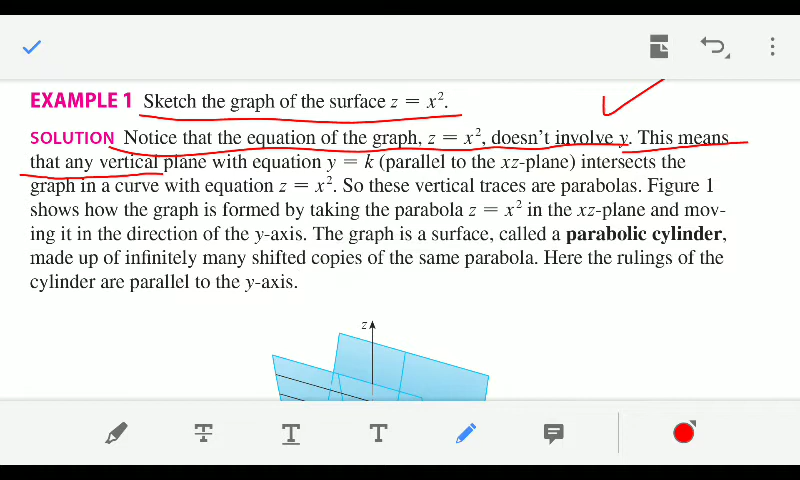 EXAMPLE 1 Sketch the graph of the surface z = x².
SOLUTION Notice that the equation of the graph, z = x², doesn't involve y. This means
that any vertical plane with equation y = k (parallel to the xz-plane) intersects the
graph in a curve with equation z = x². So these vertical traces are parabolas. Figure 1
shows how the graph is formed by taking the parabola z = x² in the xz-plane and mov-
ing it in the direction of the y-axis. The graph is a surface, called a parabolic cylinder,
made up of infinitely many shifted copies of the same parabola. Here the rulings of the
cylinder are parallel to the y-axis.
z
T T T